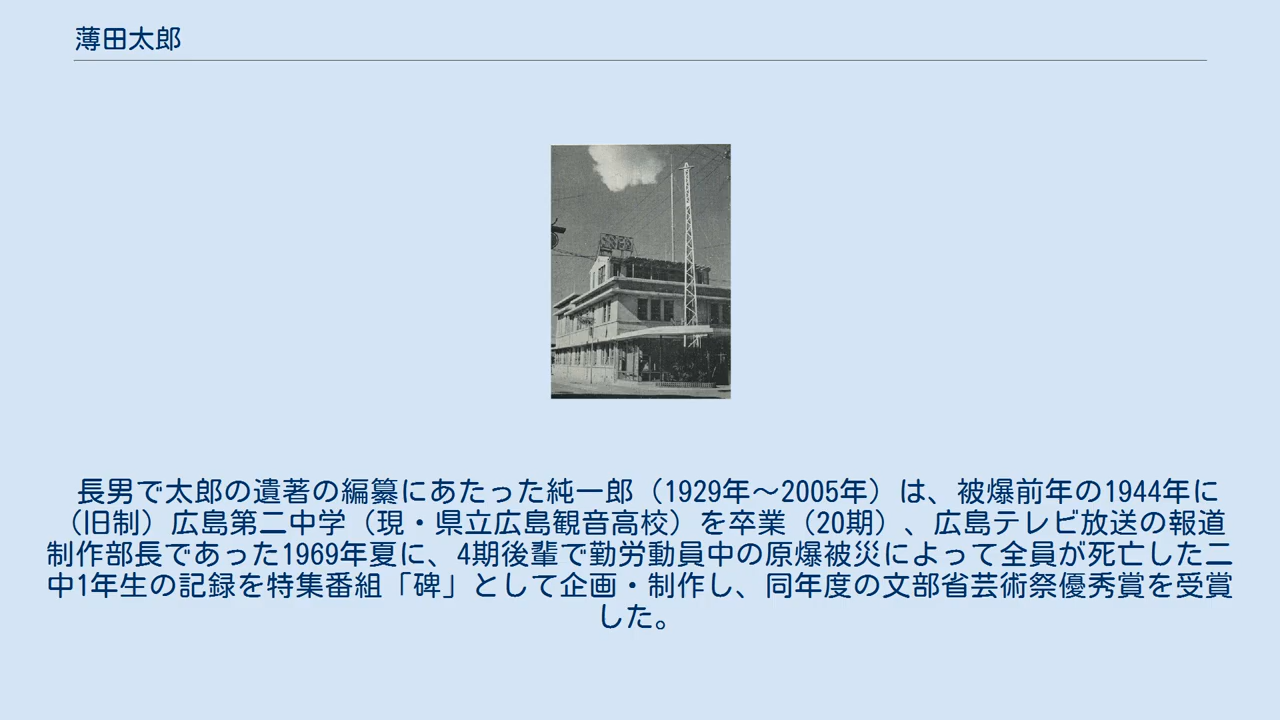 薄田太郎
長男で太郎の遺著の編纂にあたった純一郎（1929年～2005年）は、被爆前年の1944年に
（旧制）広島第二中学（現・県立広島観音高校）を卒業（20期）、広島テレビ放送の報道
制作部長であった1969年夏に、4期後輩で勤労動員中の原爆被災によって全員が死亡した二
中1年生の記録を特集番組「碑」として企画・制作し、同年度の文部省芸術祭優秀賞を受賞
した。